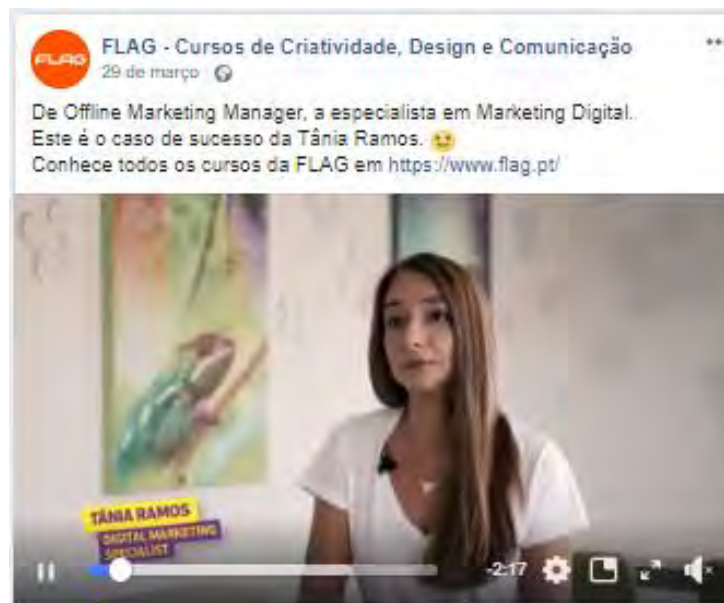 FLAG
FLAG - Cursos de Criatividade, Design e Comunicação
29 de março
De Offline Marketing Manager, a especialista em Marketing Digital.
Este é o caso de sucesso da Tânia Ramos.
Conhece todos os cursos da FLAG em https://www.flag.pt/
TÂNIA RAMOS
DIGITAL MARKETING
SPECIALIST
-2:17